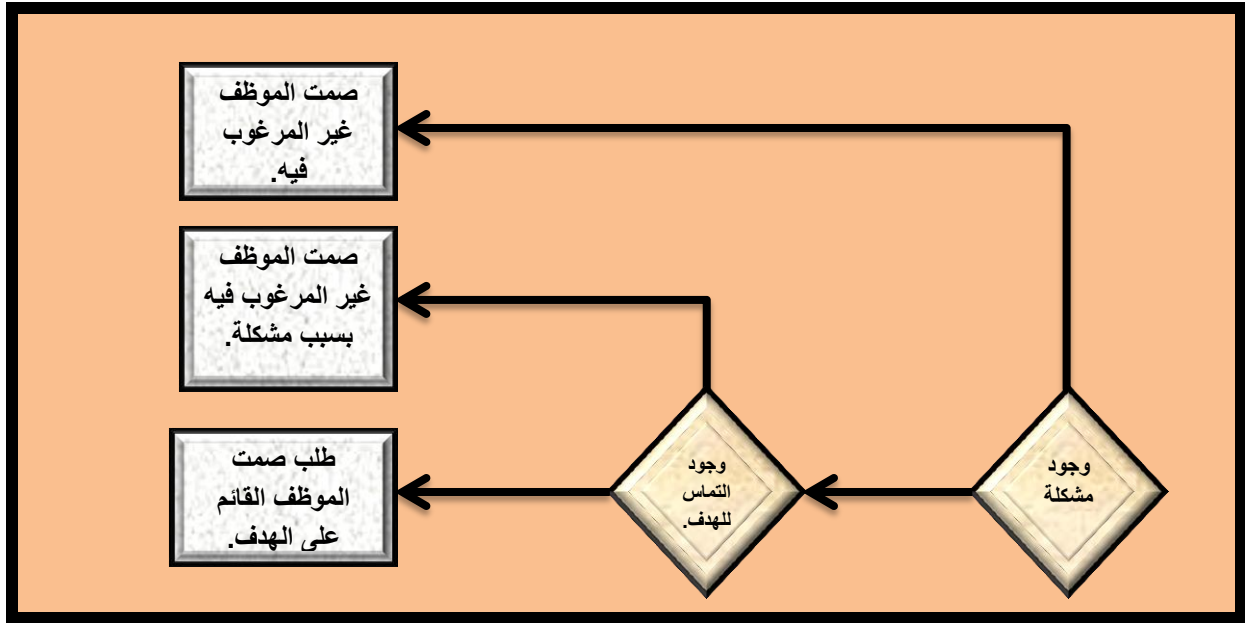 صمت الموظف
غير المرغوب
فيه.
صمت الموظف
غير المرغوب فيه
بسبب مشكلة.
وجود
مشكلة
وجود
التماس
للهدف.
طلب صمت
الموظف القائم
على الهدف.